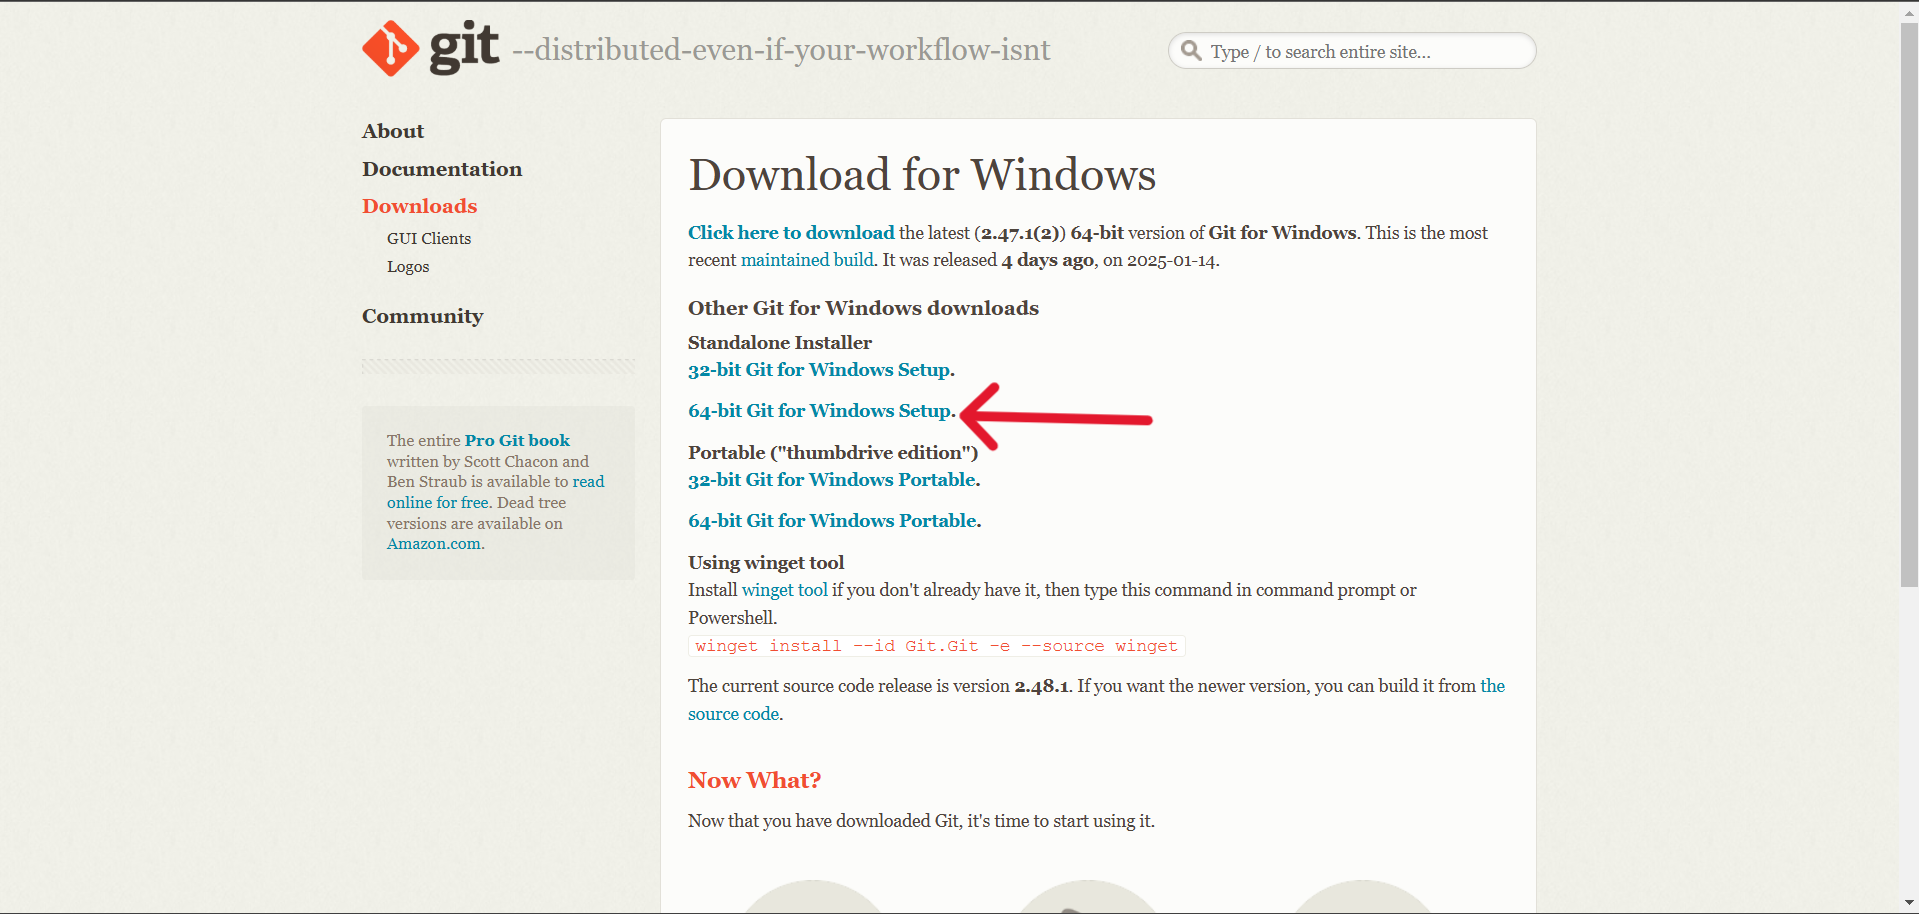 git --distributed-even-if-your-workflow-isnt
Type / to search entire site...
About
Documentation
Downloads
GUI Clients
Logos
Community
The entire Pro Git book
written by Scott Chacon and
Ben Straub is available to read
online for free. Dead tree
versions are available on
Amazon.com.
Download for Windows
Click here to download the latest (2.47.1(2)) 64-bit version of Git for Windows. This is the most
recent maintained build. It was released 4 days ago, on 2025-01-14.
Other Git for Windows downloads
Standalone Installer
32-bit Git for Windows Setup.
64-bit Git for Windows Setup.
Portable ("thumbdrive edition")
32-bit Git for Windows Portable.
64-bit Git for Windows Portable.
Using winget tool
Install winget tool if you don't already have it, then type this command in command prompt or
Powershell.
winget install --id Git.Git -e --source winget
The current source code release is version 2.48.1. If you want the newer version, you can build it from the
source code.
Now What?
Now that you have downloaded Git, it's time to start using it.